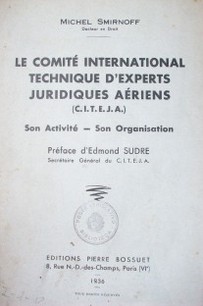 MICHEL SMIRNOFF
Docteur en Droit
LE COMITÉ INTERNATIONAL
TECHNIQUE D'EXPERTS
JURIDIQUES AÉRIENS
(C.I.T.E.J.A.)
Son Activité — Son Organisation
Préface d'Edmond SUDRE
Secrétaire Général du C.I.T.E.J.A.
EDITIONS PIERRE BOSSUET
8, Rue N.-D.-des-Champs, Paris (VIe)
1936